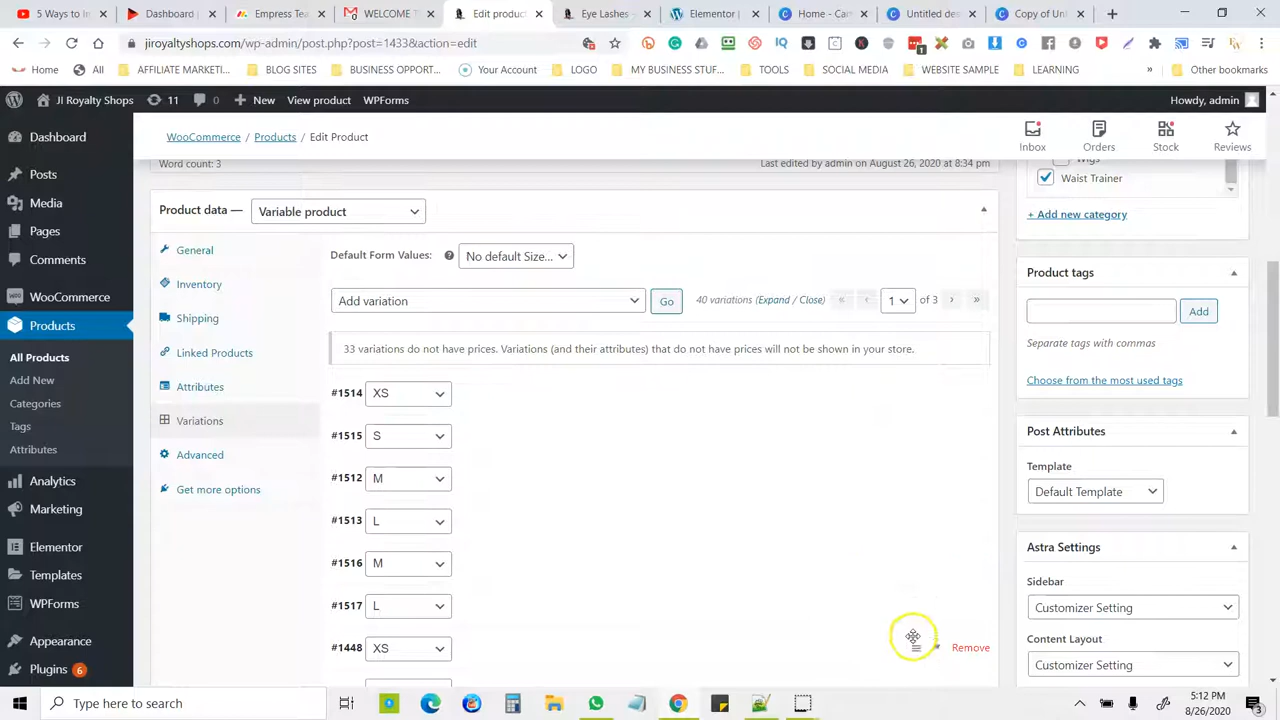 How to In
Dashboard
Empress Te
WELCOME T
Edit produc
Eye Lashes -
Elementor
Home - Can
Untitled des
Copy of Unt
jiroyaltyshops.com/wp-admin/post.php?post=1433&action=edit
Home
All
AFFILIATE MARKETI...
BLOG SITES
BUSINESS OPPORT...
Your Account
LOGO
MY BUSINESS STUF...
TOOLS
SOCIAL MEDIA
WEBSITE SAMPLE
LEARNING
»
Other bookmarks
JI Royalty Shops
11
0
New
View product
WPForms
Howdy, admin
Dashboard
Posts
Media
Pages
Comments
WooCommerce
Products
All Products
Add New
Categories
Tags
Attributes
Analytics
Marketing
Elementor
Templates
WPForms
Appearance
Plugins 6
WooCommerce / Products / Edit Product
Inbox
Orders
Stock
Reviews
Word count: 3
Last edited by admin on August 26, 2020 at 8:34 pm
Product data —
Variable product
General
Inventory
Shipping
Linked Products
Attributes
Variations
Advanced
Get more options
Default Form Values:
No default Size...
Add variation
Go
40 variations (Expand / Close)
«
‹
1
of 3
›
»
33 variations do not have prices. Variations (and their attributes) that do not have prices will not be shown in your store.
#1514 XS
#1515 S
#1512 M
#1513 L
#1516 M
#1517 L
#1448 XS
Remove
Wigs
Waist Trainer
+ Add new category
Product tags
Add
Separate tags with commas
Choose from the most used tags
Post Attributes
Template
Default Template
Astra Settings
Sidebar
Customizer Setting
Content Layout
Customizer Setting
Type here to search
5:12 PM
8/26/2020
3